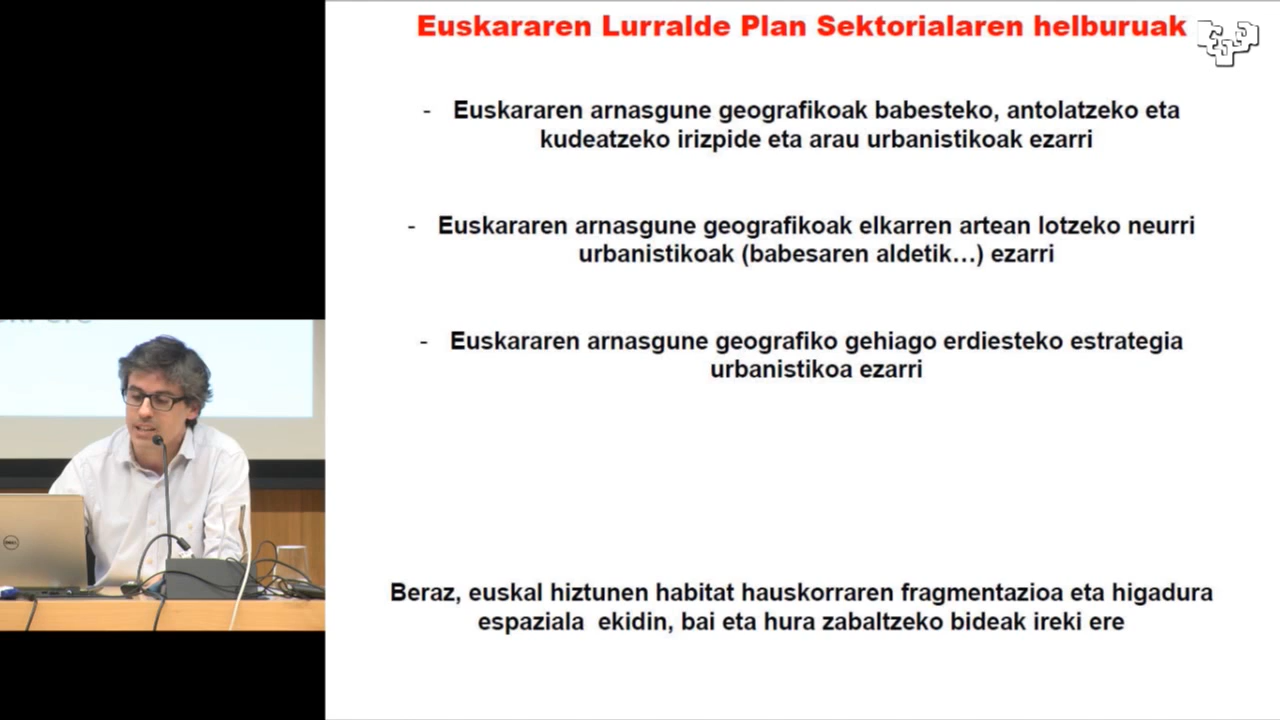 Euskararen Lurralde Plan Sektorialaren helburuak
- Euskararen arnasgune geografikoak babesteko, antolatzeko eta
kudeatzeko irizpide eta arau urbanistikoak ezarri
- Euskararen arnasgune geografikoak elkarren artean lotzeko neurri
urbanistikoak (babesaren aldetik…) ezarri
- Euskararen arnasgune geografiko gehiago erdiesteko estrategia
urbanistikoa ezarri
Beraz, euskal hiztunen habitat hauskorraren fragmentazioa eta higadura
espaziala ekidin, bai eta hura zabaltzeko bideak ireki ere
DELL